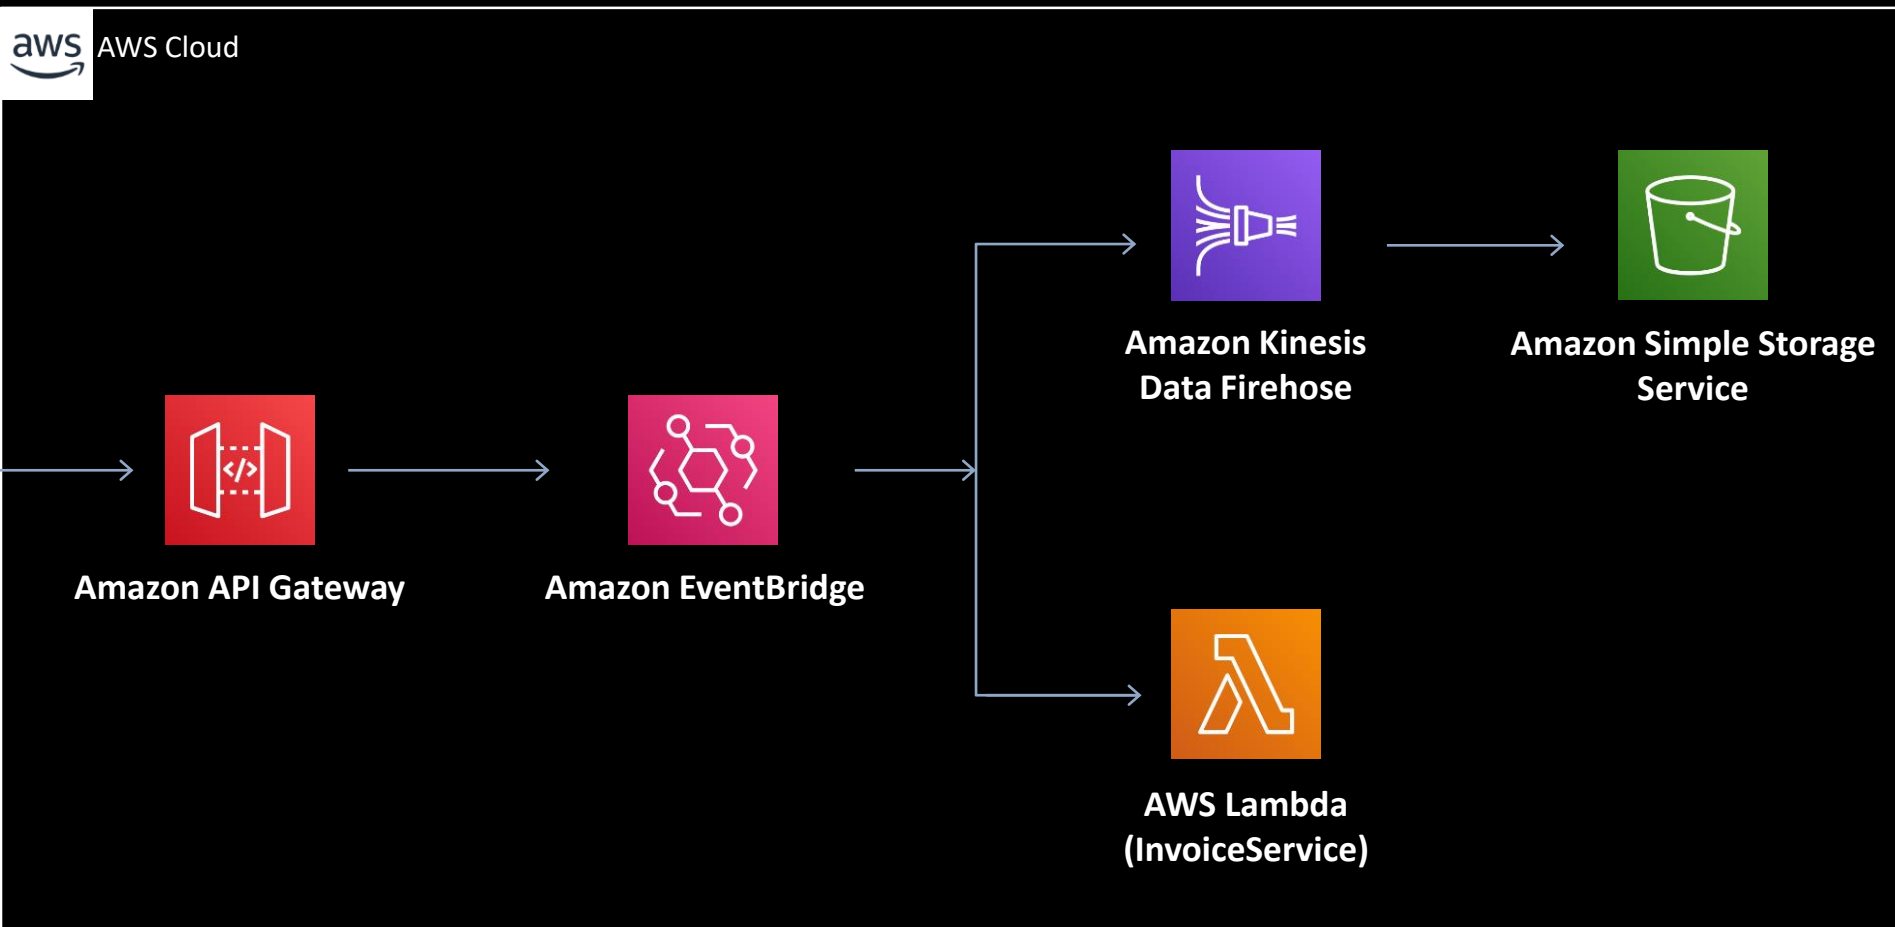 aws
AWS Cloud
Amazon Kinesis
Data Firehose
Amazon Simple Storage
Service
</>
Amazon API Gateway
Amazon EventBridge
AWS Lambda
(InvoiceService)